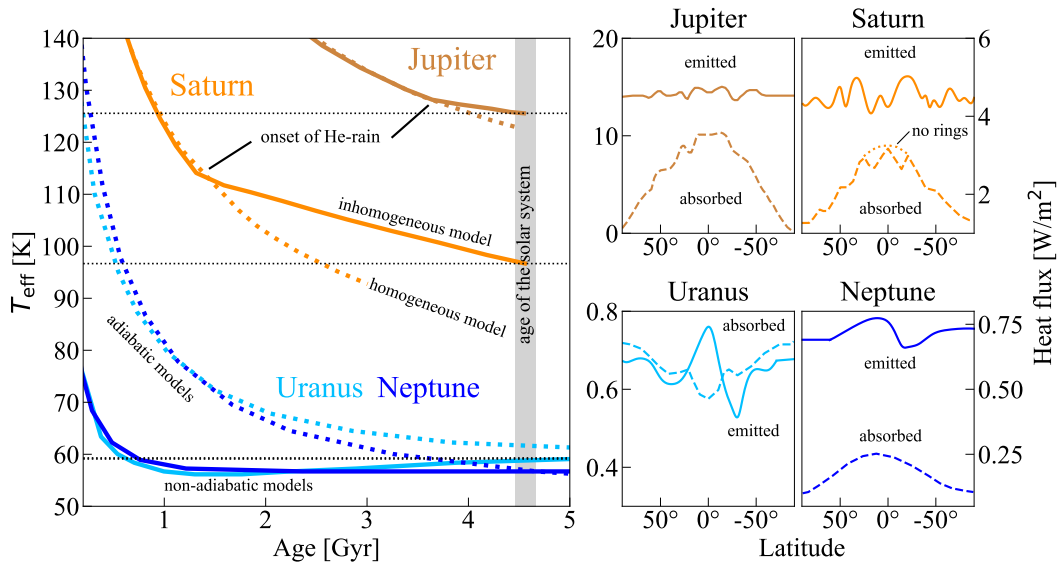 140
130
120
110
100
90
80
70
60
50
T_eff [K]
Saturn
Jupiter
onset of He-rain
inhomogeneous model
homogeneous model
age of the solar system
adiabatic models
Uranus Neptune
non-adiabatic models
1
2
3
4
5
Age [Gyr]
Jupiter
20
10
0
emitted
absorbed
Saturn
emitted
no rings
absorbed
6
4
2
Heat flux [W/m²]
Uranus
0.8
0.6
0.4
absorbed
emitted
50°
0°
-50°
Neptune
emitted
absorbed
0.75
0.50
0.25
50°
0°
-50°
50°
0°
-50°
50°
0°
-50°
Latitude